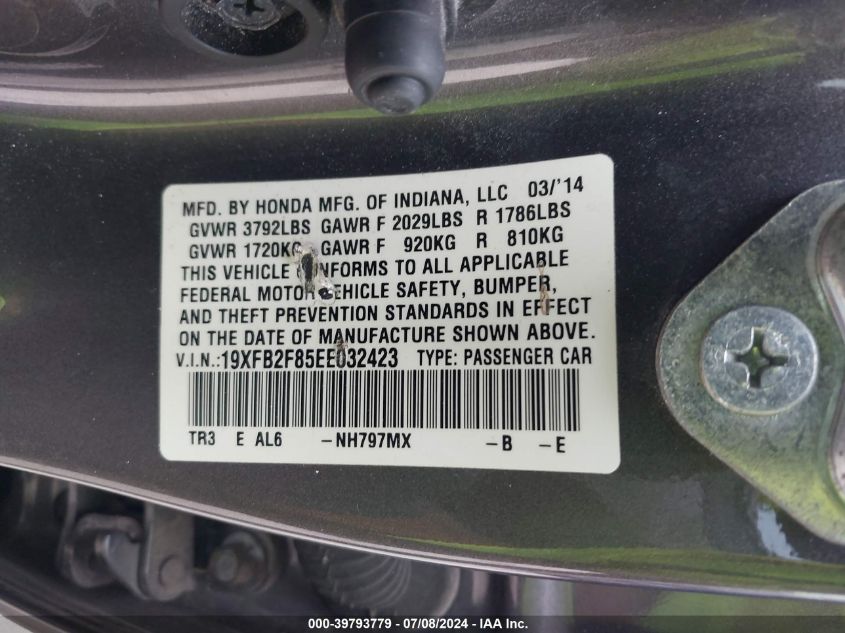 MFD. BY HONDA MFG. OF INDIANA, LLC 03/'14
GVWR 3792LBS GAWR F 2029LBS R 1786LBS
GVWR 1720KG GAWR F 920KG R 810KG
THIS VEHICLE CONFORMS TO ALL APPLICABLE
FEDERAL MOTOR VEHICLE SAFETY, BUMPER,
AND THEFT PREVENTION STANDARDS IN EFFECT
ON THE DATE OF MANUFACTURE SHOWN ABOVE.
V.I.N.:19XFB2F85EE032423 TYPE: PASSENGER CAR
TR3 E AL6 -NH797MX -B -E
000-39793779 - 07/08/2024 - IAA Inc.